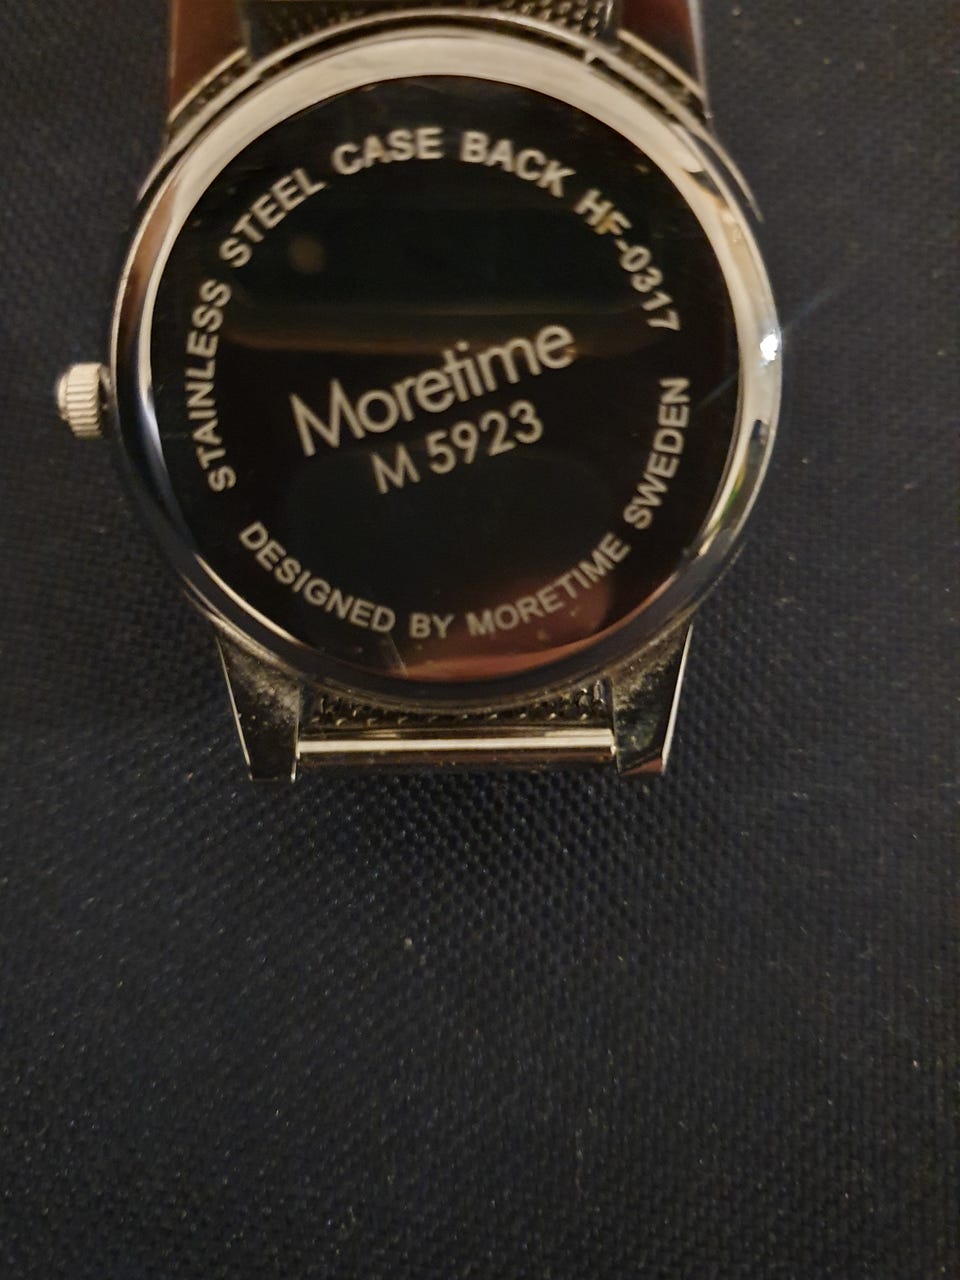 STAINLESS STEEL CASE BACK HF-0317
Moretime
M 5923
DESIGNED BY MORETIME SWEDEN